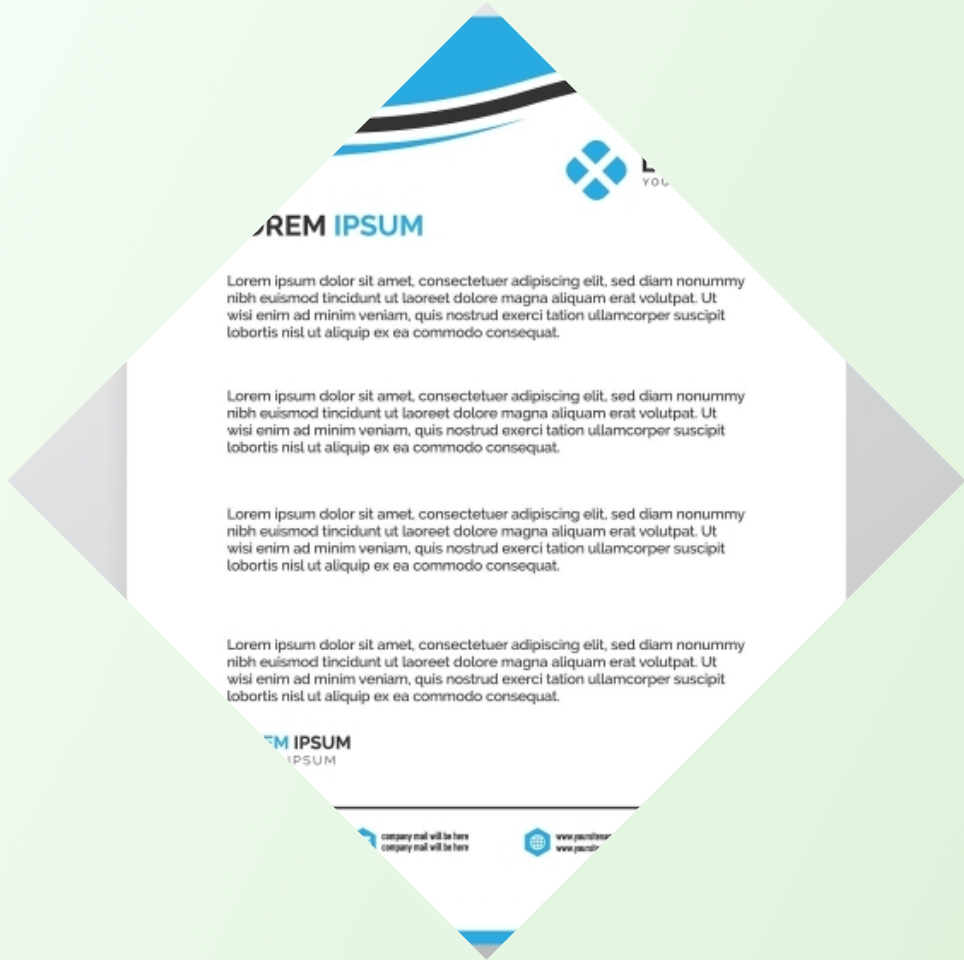 YOU
IPSUM
Lorem ipsum dolor sit amet, consectetuer adipiscing elit, sed diam nonummy
nibh euismod tincidunt ut laoreet dolore magna aliquam erat volutpat. Ut
wisi enim ad minim veniam, quis nostrud exerci tation ullamcorper suscipit
lobortis nisl ut aliquip ex ea commodo consequat.
Lorem ipsum dolor sit amet, consectetuer adipiscing elit, sed diam nonummy
nibh euismod tincidunt ut laoreet dolore magna aliquam erat volutpat. Ut
wisi enim ad minim veniam, quis nostrud exerci tation ullamcorper suscipit
lobortis nisl ut aliquip ex ea commodo consequat.
Lorem ipsum dolor sit amet, consectetuer adipiscing elit, sed diam nonummy
nibh euismod tincidunt ut laoreet dolore magna aliquam erat volutpat. Ut
wisi enim ad minim veniam, quis nostrud exerci tation ullamcorper suscipit
lobortis nisl ut aliquip ex ea commodo consequat.
Lorem ipsum dolor sit amet, consectetuer adipiscing elit, sed diam nonummy
nibh euismod tincidunt ut laoreet dolore magna aliquam erat volutpat. Ut
wisi enim ad minim veniam, quis nostrud exerci tation ullamcorper suscipit
lobortis nisl ut aliquip ex ea commodo consequat.
IPSUM
IPSUM
company mail will be here
company mail will be here